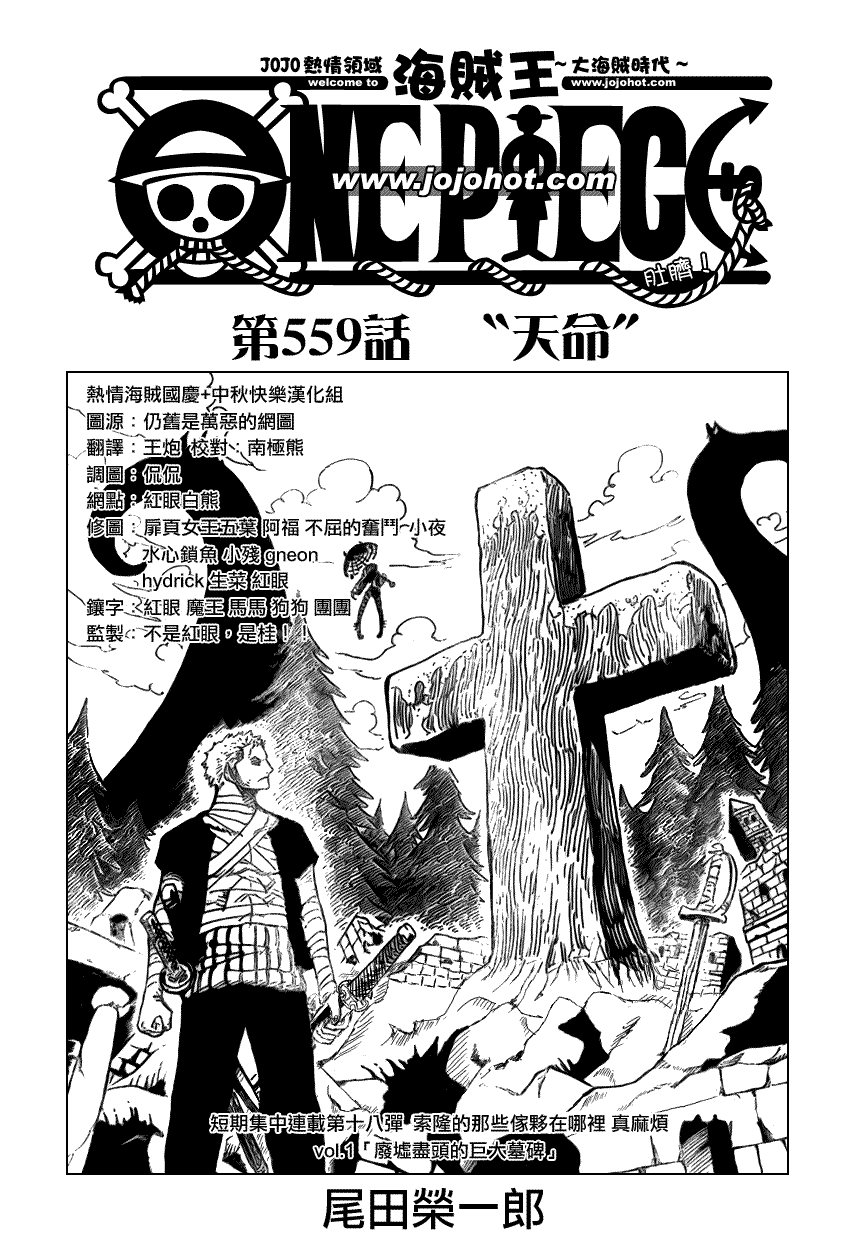 JOJO熱情領域 海賊王 ~大海賊時代~
welcome to www.jojohot.com
ONE PIECE
www.jojohot.com
肚臍！
第559話 〝天命〞
熱情海賊國慶+中秋快樂漢化組
圖源：仍舊是萬惡的網圖
翻譯：王炮 校對：南極熊
調圖：侃侃
網點：紅眼白熊
修圖：扉頁女王五葉 阿福 不屈的奮鬥 小夜
水心鎖魚 小殘 gneon
hydrick 生菜 紅眼
鑲字：紅眼 魔王 馬馬 狗狗 團團
監製：不是紅眼，是桂！！
短期集中連載第十八彈 索隆的那些傢夥在哪裡 真麻煩
vol.1「廢墟盡頭的巨大墓碑」
尾田榮一郎